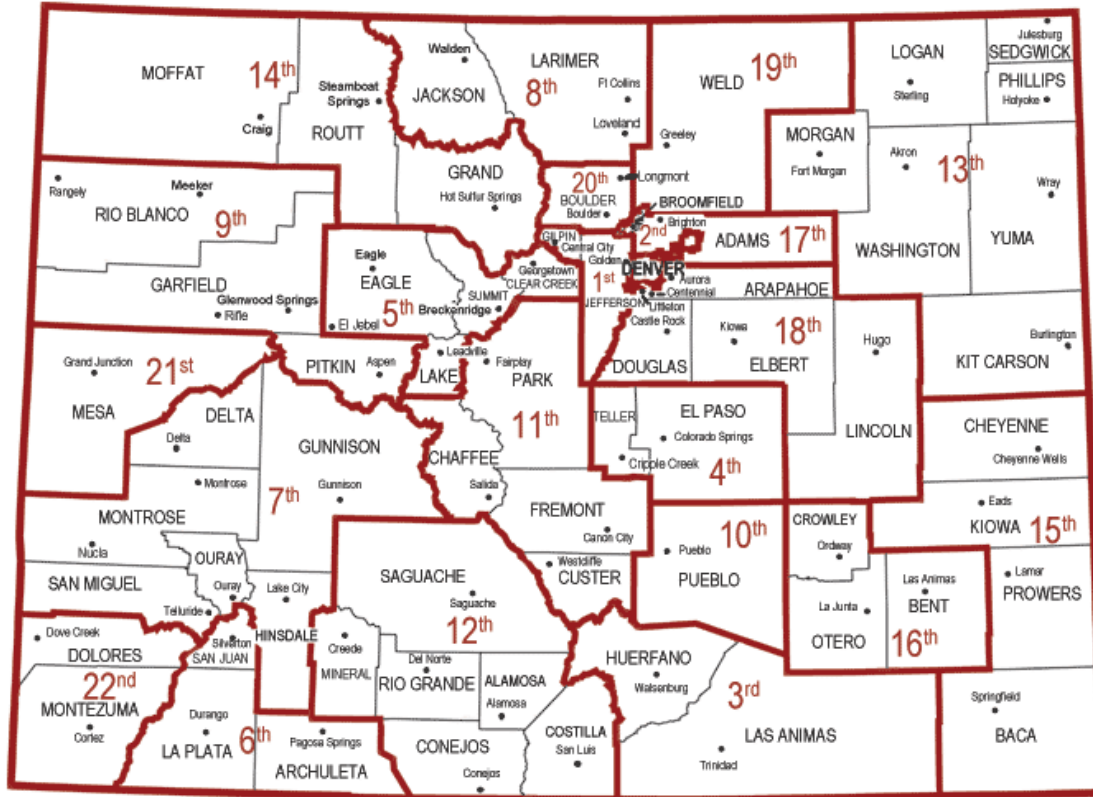 Julesburg
SEDGWICK
LOGAN
Sterling
PHILLIPS
Holyoke
MOFFAT
14th
Craig
Steamboat
Springs
ROUTT
Walden
JACKSON
LARIMER
8th
Ft Collins
Loveland
WELD
19th
Greeley
MORGAN
Fort Morgan
Akron
13th
Wray
WASHINGTON
YUMA
Rangely
Meeker
RIO BLANCO
9th
GRAND
Hot Sulfur Springs
20th
Longmont
BOULDER
Boulder
BROOMFIELD
2nd
Brighton
ADAMS
17th
GILPIN
Central City
Golden
DENVER
Georgetown
CLEAR CREEK
1st
JEFFERSON
Aurora
Centennial
Littleton
ARAPAHOE
Castle Rock
GARFIELD
Glenwood Springs
Rifle
Eagle
EAGLE
5th
El Jebel
SUMMIT
Breckenridge
DOUGLAS
Kiowa
18th
ELBERT
Hugo
LINCOLN
Burlington
KIT CARSON
Grand Junction
21st
MESA
PITKIN
Aspen
Leadville
LAKE
Fairplay
PARK
11th
DELTA
Delta
GUNNISON
Gunnison
7th
Montrose
MONTROSE
Nucla
CHAFFEE
Salida
TELLER
EL PASO
Colorado Springs
Cripple Creek
4th
CHEYENNE
Cheyenne Wells
Eads
KIOWA
15th
FREMONT
Canon City
Westcliffe
CUSTER
Pueblo
10th
PUEBLO
CROWLEY
Ordway
Las Animas
BENT
La Junta
OTERO
16th
Lamar
PROWERS
OURAY
Ouray
SAN MIGUEL
Telluride
Lake City
HINSDALE
SAGUACHE
Saguache
12th
Dove Creek
DOLORES
Silverton
SAN JUAN
Creede
MINERAL
Del Norte
RIO GRANDE
ALAMOSA
Alamosa
HUERFANO
Walsenburg
3rd
22nd
MONTEZUMA
Cortez
Durango
LA PLATA
6th
Pagosa Springs
ARCHULETA
CONEJOS
Conejos
COSTILLA
San Luis
LAS ANIMAS
Trinidad
Springfield
BACA